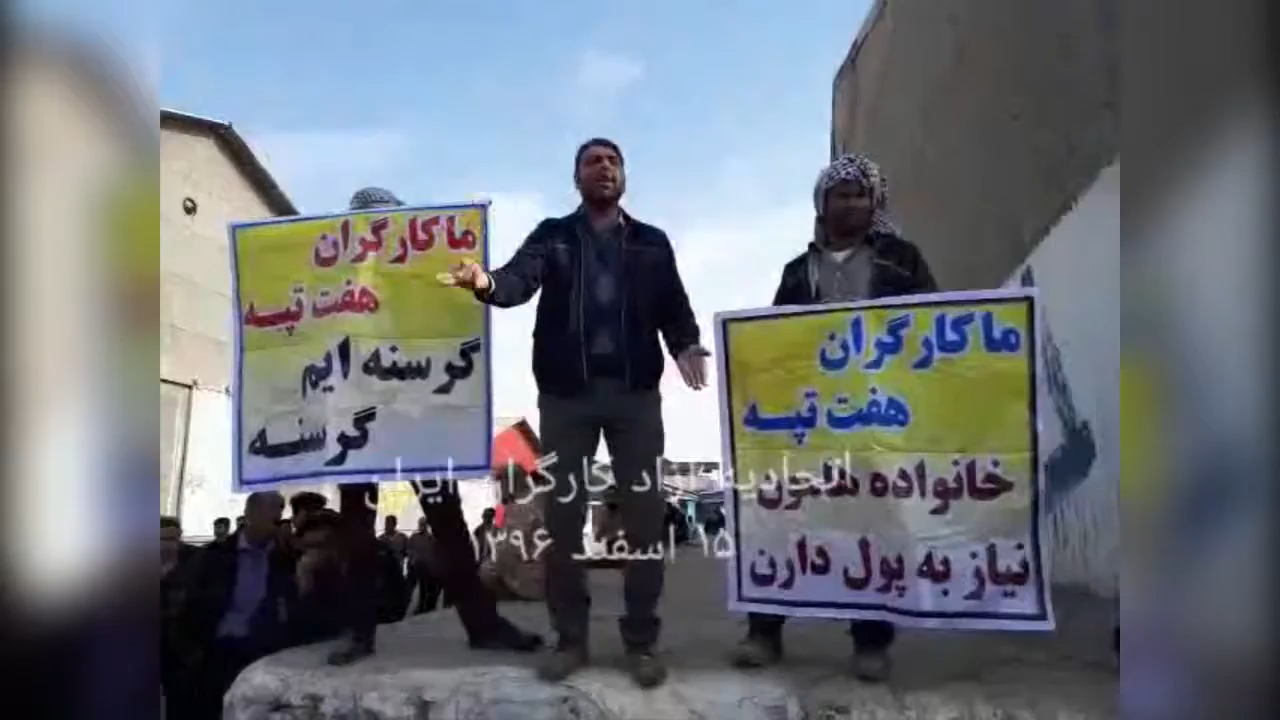 ما کارگران
هفت تپه
گرسنه ایم
گرسنه
ما کارگران
هفت تپه
خانواده هامون
نیاز به پول دارن
اتحادیه آزاد کارگران ایران
۱۵ اسفند ۱۳۹۶